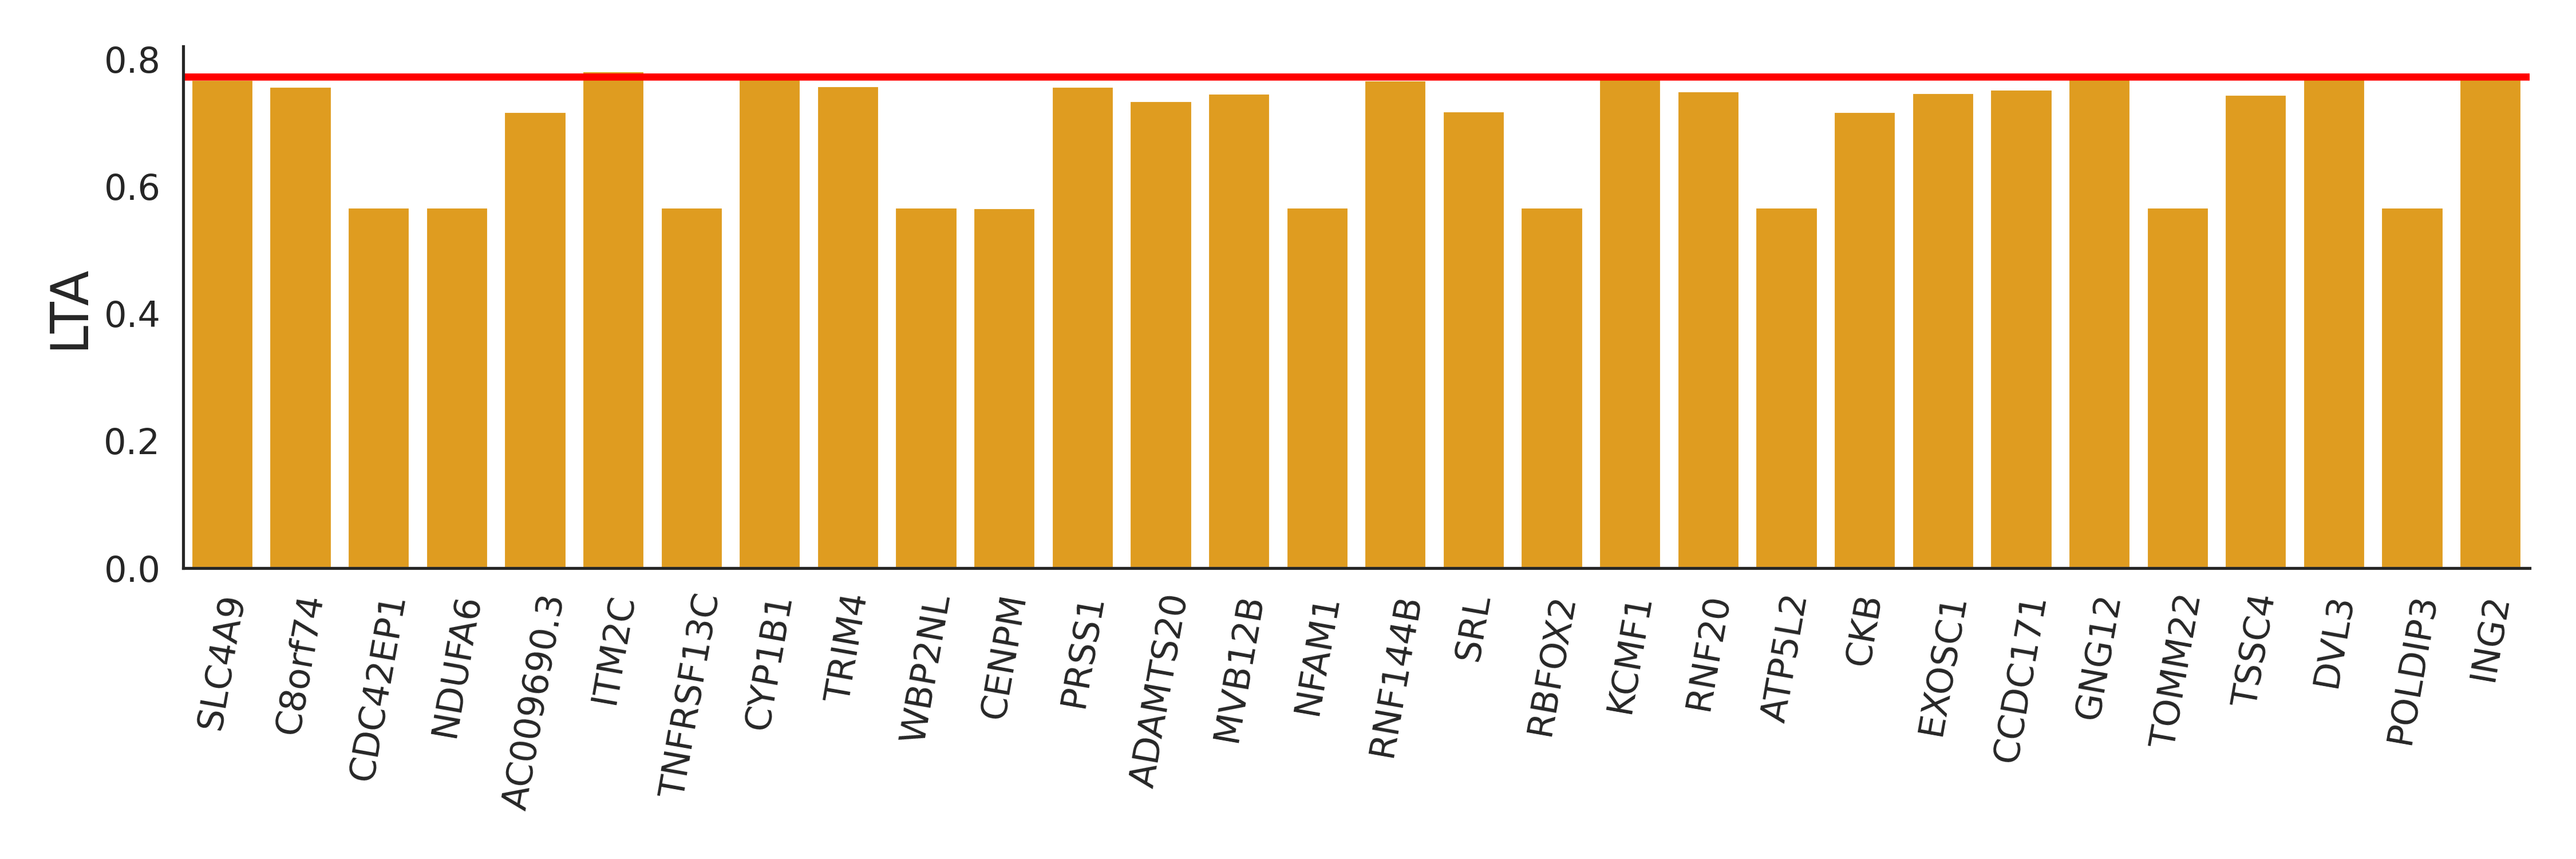 LTA
0.8
0.6
0.4
0.2
0.0
SLC4A9
C8orf74
CDC42EP1
NDUFA6
AC009690.3
ITM2C
TNFRSF13C
CYP1B1
TRIM4
WBP2NL
CENPM
PRSS1
ADAMTS20
MVB12B
NFAM1
RNF144B
SRL
RBFOX2
KCMF1
RNF20
ATP5L2
CKB
EXOSC1
CCDC171
GNG12
TOMM22
TSSC4
DVL3
POLDIP3
ING2